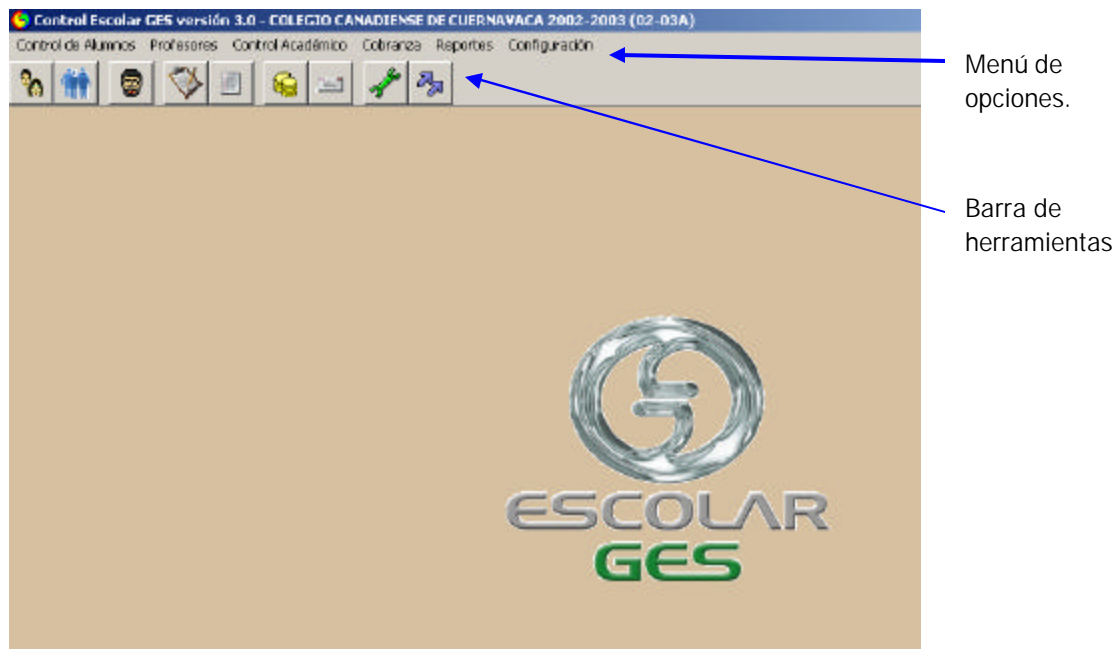 Control Escolar GES versión 3.0 - COLEGIO CANADIENSE DE CUERNAVACA 2002-2003 (02-03A)
Control de Alumnos Profesores Control Académico Cobranza Reportes Configuración
Menú de
opciones.
Barra de
herramientas
ESCOLAR
GES